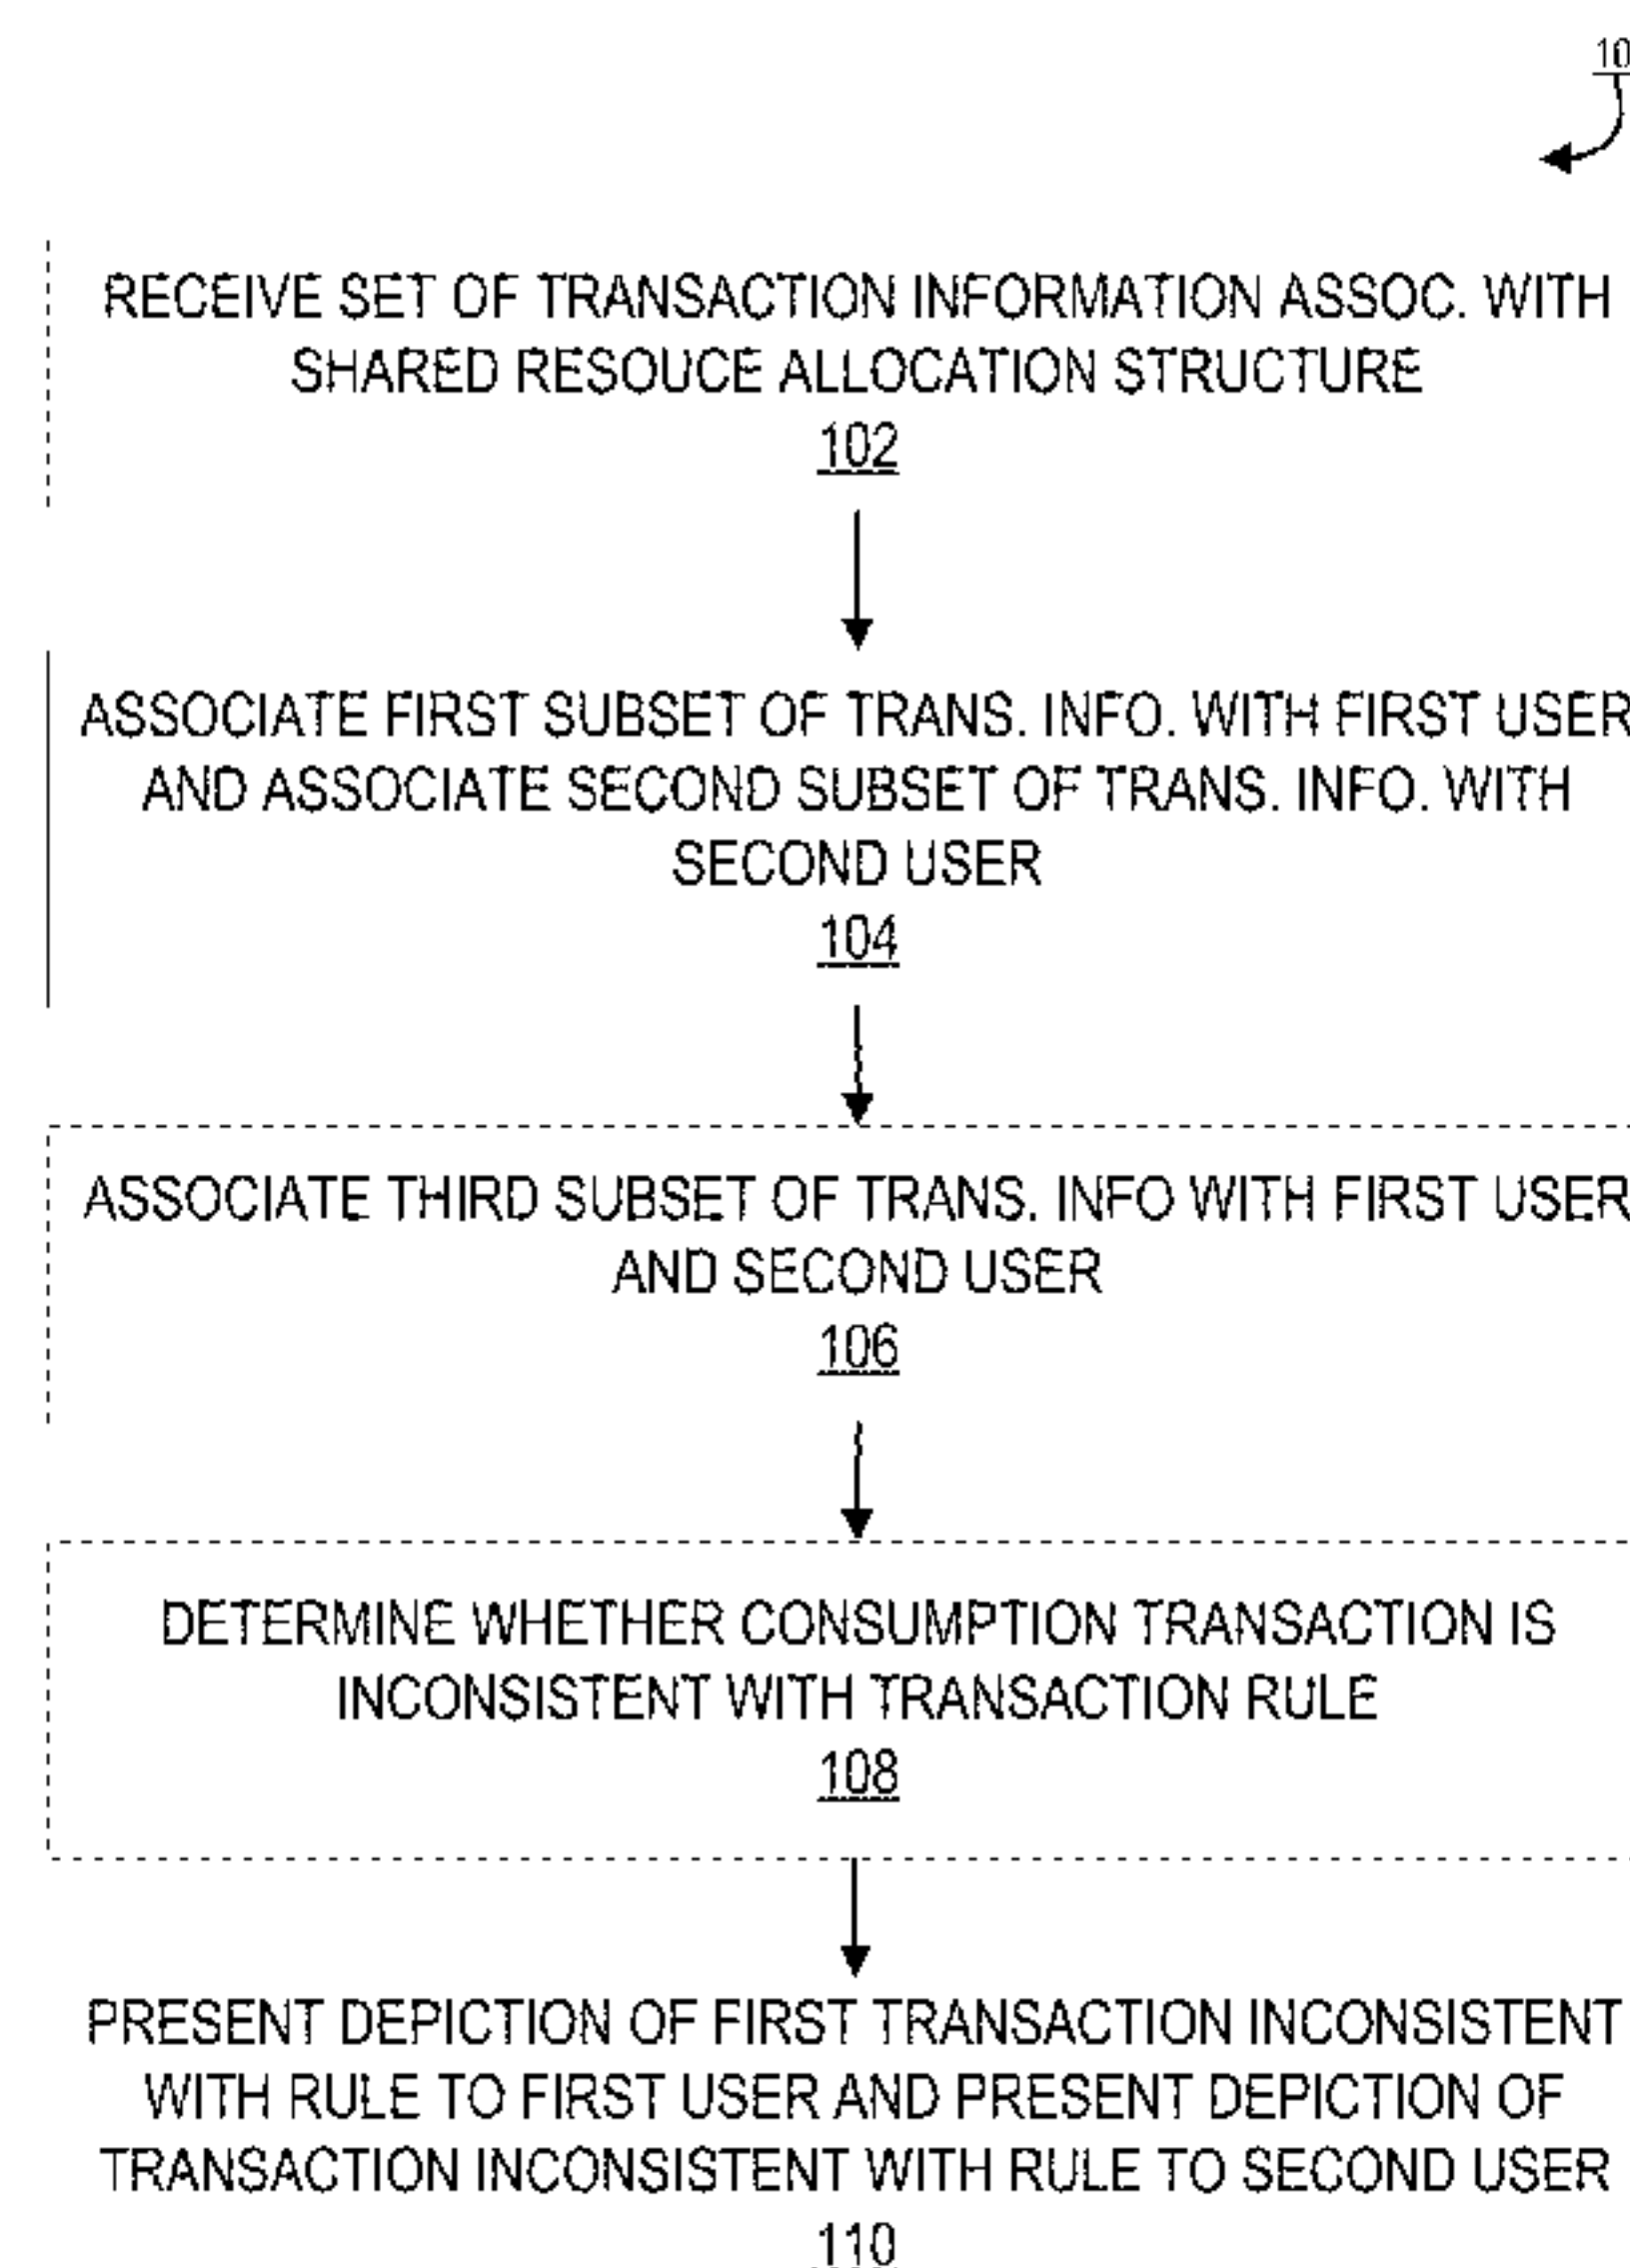 10
RECEIVE SET OF TRANSACTION INFORMATION ASSOC. WITH
SHARED RESOUCE ALLOCATION STRUCTURE
102
ASSOCIATE FIRST SUBSET OF TRANS. INFO. WITH FIRST USER
AND ASSOCIATE SECOND SUBSET OF TRANS. INFO. WITH
SECOND USER
104
ASSOCIATE THIRD SUBSET OF TRANS. INFO WITH FIRST USER
AND SECOND USER
106
DETERMINE WHETHER CONSUMPTION TRANSACTION IS
INCONSISTENT WITH TRANSACTION RULE
108
PRESENT DEPICTION OF FIRST TRANSACTION INCONSISTENT
WITH RULE TO FIRST USER AND PRESENT DEPICTION OF
TRANSACTION INCONSISTENT WITH RULE TO SECOND USER
110